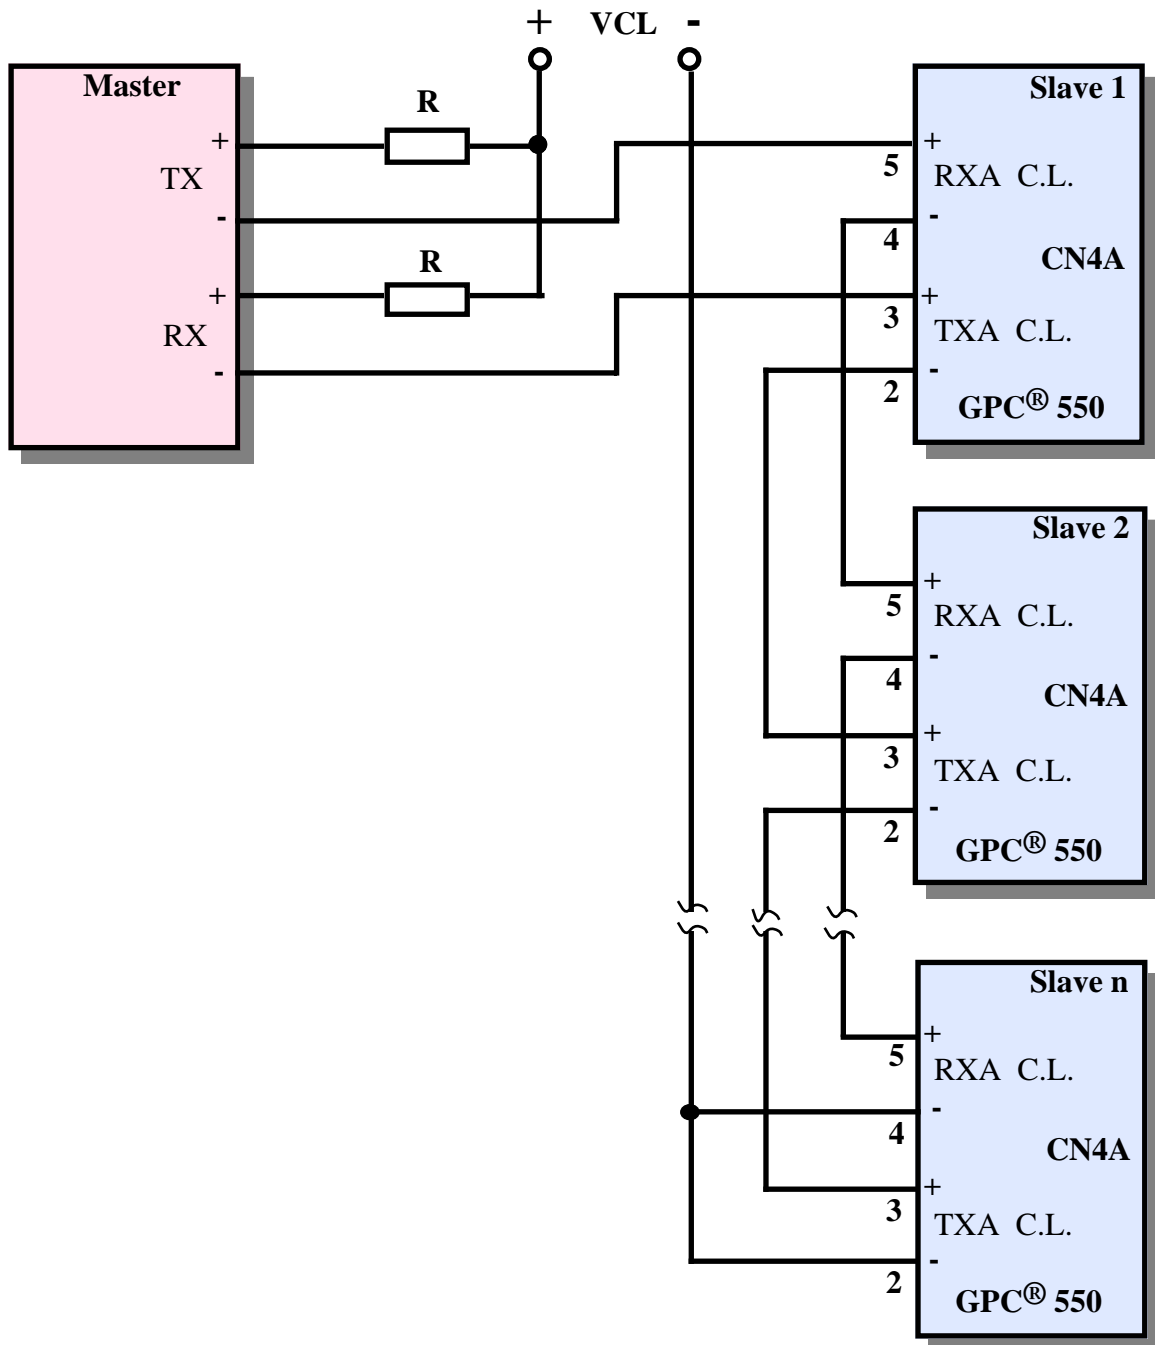 + VCL -
Master
R
+
TX
-
R
+
RX
-
Slave 1
+
5
RXA C.L.
-
4
CN4A
+
3
TXA C.L.
-
2
GPC® 550
Slave 2
+
5
RXA C.L.
-
4
CN4A
+
3
TXA C.L.
-
2
GPC® 550
Slave n
+
5
RXA C.L.
-
4
CN4A
+
3
TXA C.L.
-
2
GPC® 550